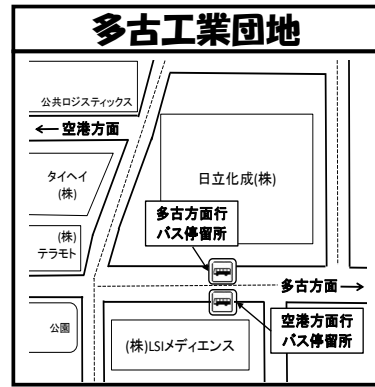 多古工業団地
公共ロジスティックス
←空港方面
タイヘイ
(株)
日立化成(株)
(株)
テラモト
多古方面行
バス停留所
多古方面→
公園
(株)LSIメディエンス
空港方面行
バス停留所